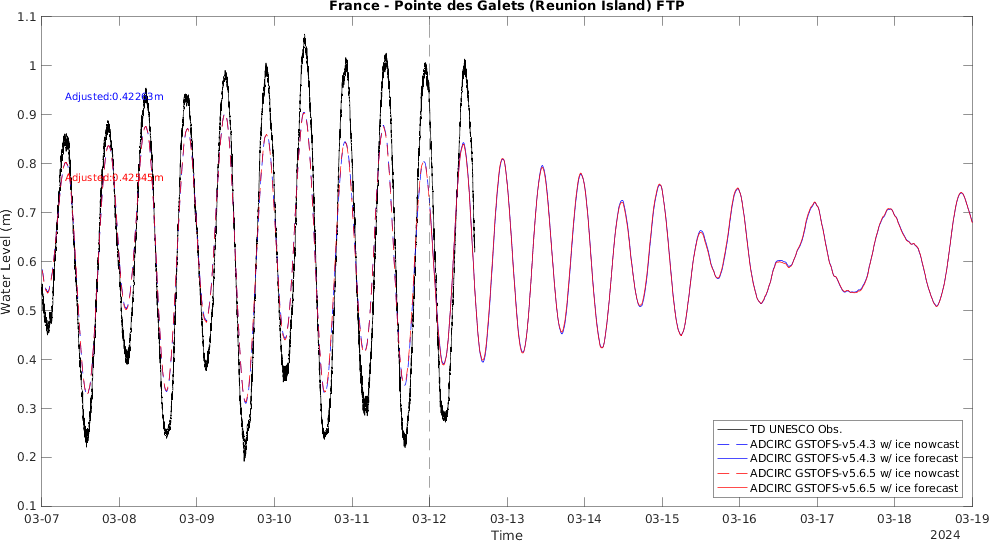 France - Pointe des Galets (Reunion Island) FTP
1.1
1
0.9
0.8
0.7
0.6
0.5
0.4
0.3
0.2
0.1
Water Level (m)
Adjusted:0.42263m
Adjusted:0.42545m
TD UNESCO Obs.
ADCIRC GSTOFS-v5.4.3 w/ ice nowcast
ADCIRC GSTOFS-v5.4.3 w/ ice forecast
ADCIRC GSTOFS-v5.6.5 w/ ice nowcast
ADCIRC GSTOFS-v5.6.5 w/ ice forecast
03-07 03-08 03-09 03-10 03-11 03-12 03-13 03-14 03-15 03-16 03-17 03-18 03-19
Time
2024